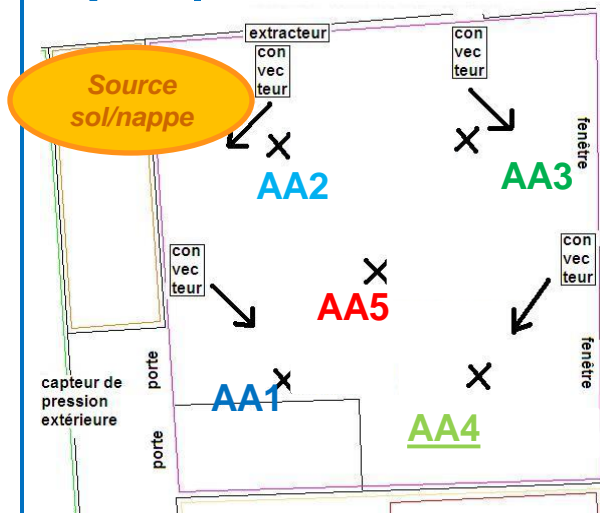 extracteur
con
vec
teur
con
vec
teur
Source
sol/nappe
fenêtre
AA2
AA3
con
vec
teur
con
vec
teur
AA5
capteur de
pression
extérieure
porte
AA1
fenêtre
AA4
porte